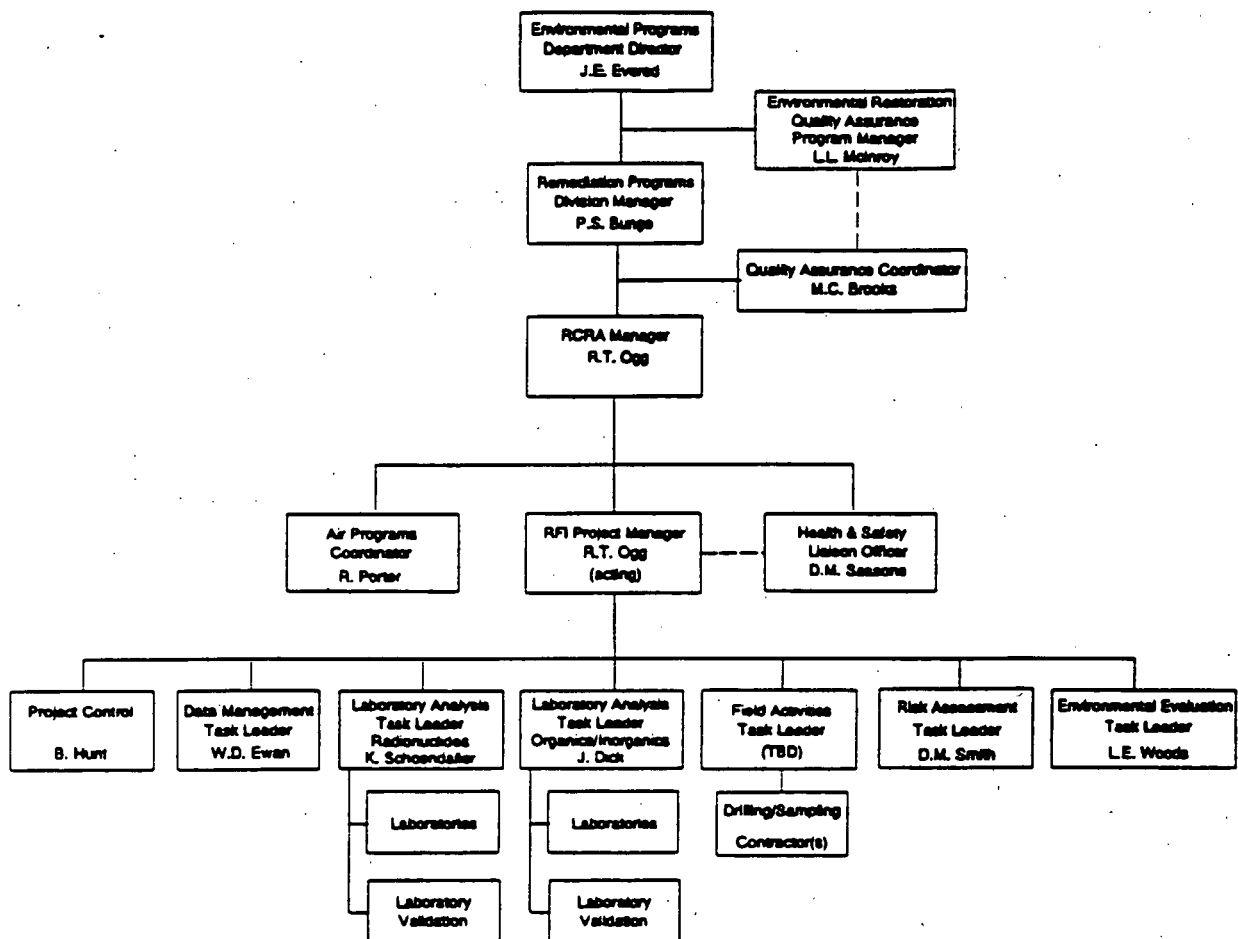 Environmental Programs
Department Director
J.E. Evered
Environmental Restoration
Quality Assurance
Program Manager
L.L. McInroy
Remediation Programs
Division Manager
P.S. Bunge
Quality Assurance Coordinator
M.C. Brooks
RCRA Manager
R.T. Ogg
Air Programs
Coordinator
R. Porter
RFI Project Manager
R.T. Ogg
(acting)
Health & Safety
Liaison Officer
D.M. Sessons
Project Control
B. Hunt
Data Management
Task Leader
W.D. Ewan
Laboratory Analysis
Task Leader
Radionuclides
K. Schoendaller
Laboratory Analysis
Task Leader
Organics/Inorganics
J. Dick
Field Activities
Task Leader
(TBD)
Risk Assessment
Task Leader
D.M. Smith
Environmental Evaluation
Task Leader
L.E. Woods
Laboratories
Laboratories
Drilling/Sampling
Contractor(s)
Laboratory
Validation
Laboratory
Validation